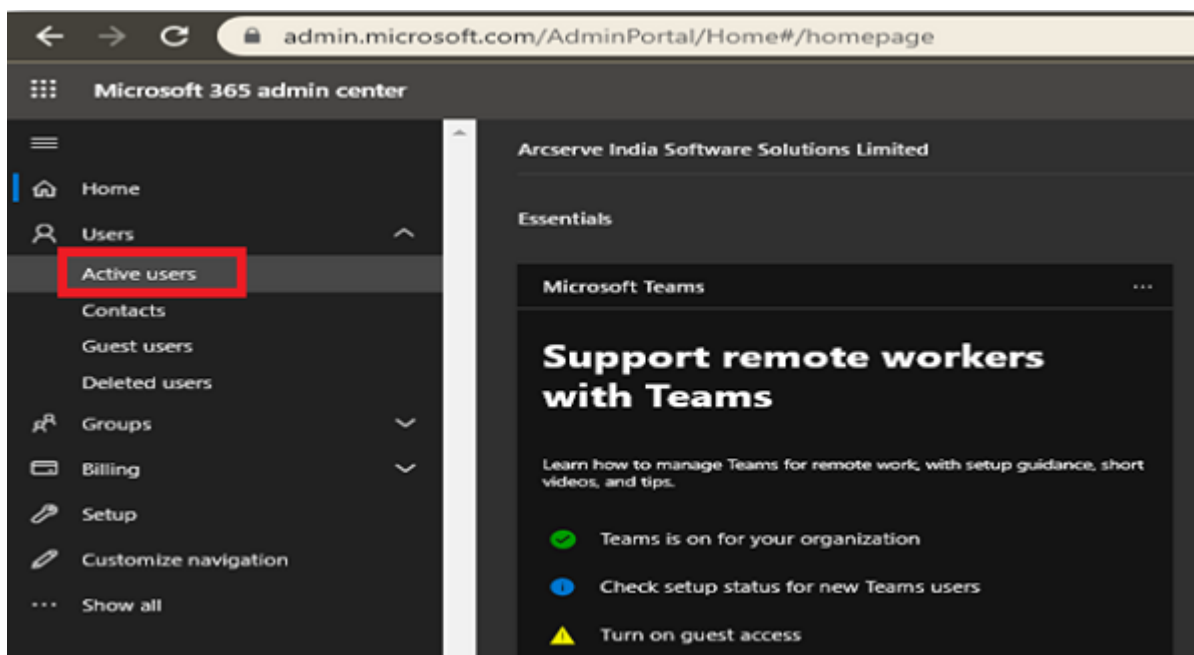 admin.microsoft.com/AdminPortal/Home#/homepage
Microsoft 365 admin center
Home
Users
Active users
Contacts
Guest users
Deleted users
Groups
Billing
Setup
Customize navigation
Show all
Arcserve India Software Solutions Limited
Essentials
Microsoft Teams
Support remote workers
with Teams
Learn how to manage Teams for remote work, with setup guidance, short
videos, and tips.
Teams is on for your organization
Check setup status for new Teams users
Turn on guest access